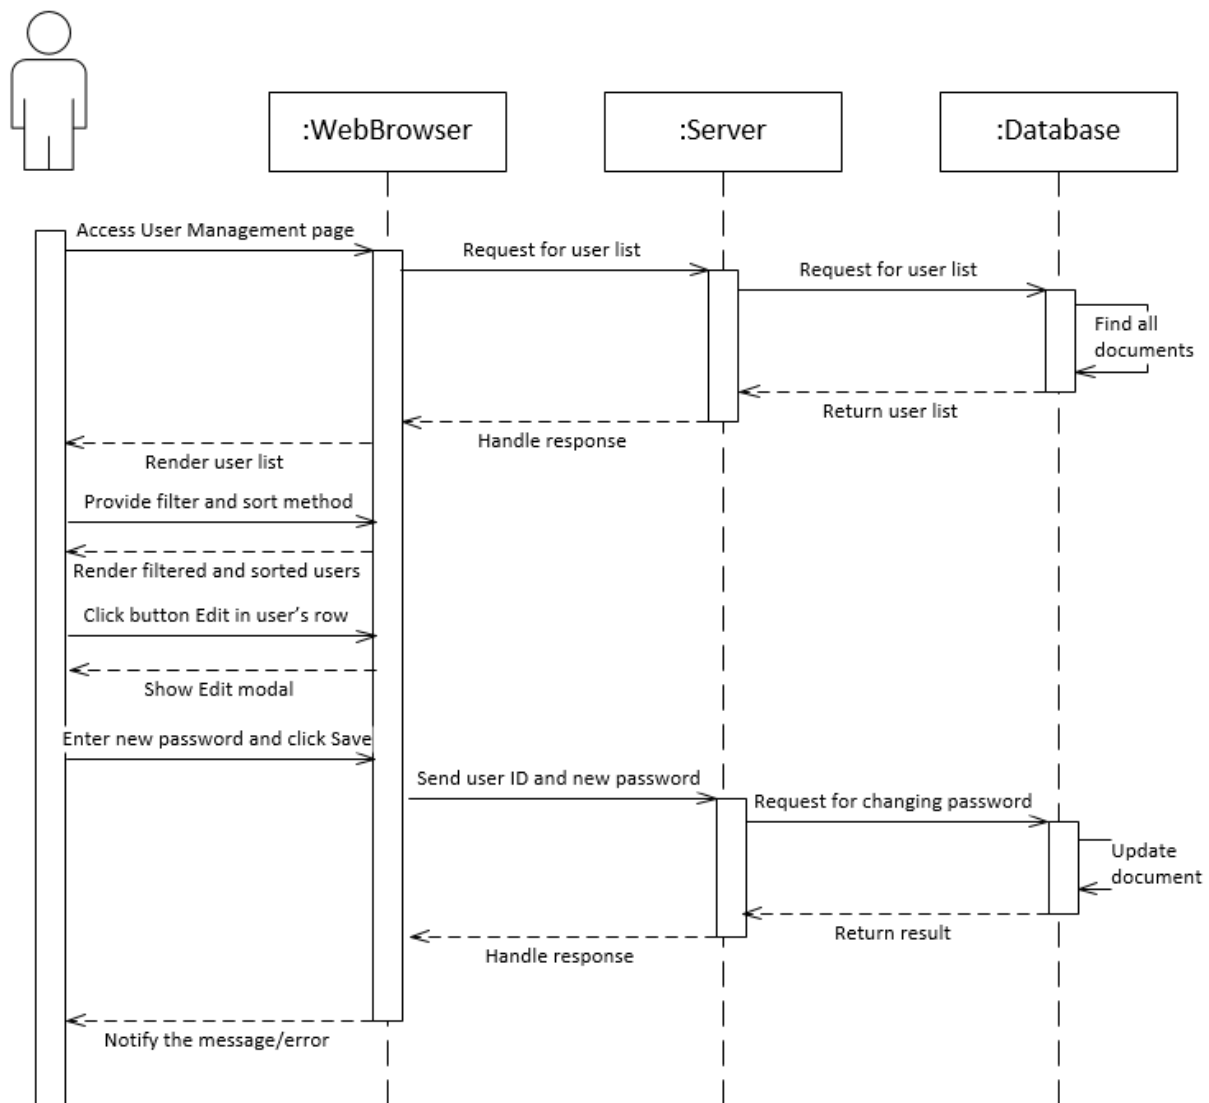 :WebBrowser
:Server
:Database
Access User Management page
Request for user list
Request for user list
Find all
documents
Return user list
Handle response
Render user list
Provide filter and sort method
Render filtered and sorted users
Click button Edit in user’s row
Show Edit modal
Enter new password and click Save
Send user ID and new password
Request for changing password
Update
document
Return result
Handle response
Notify the message/error